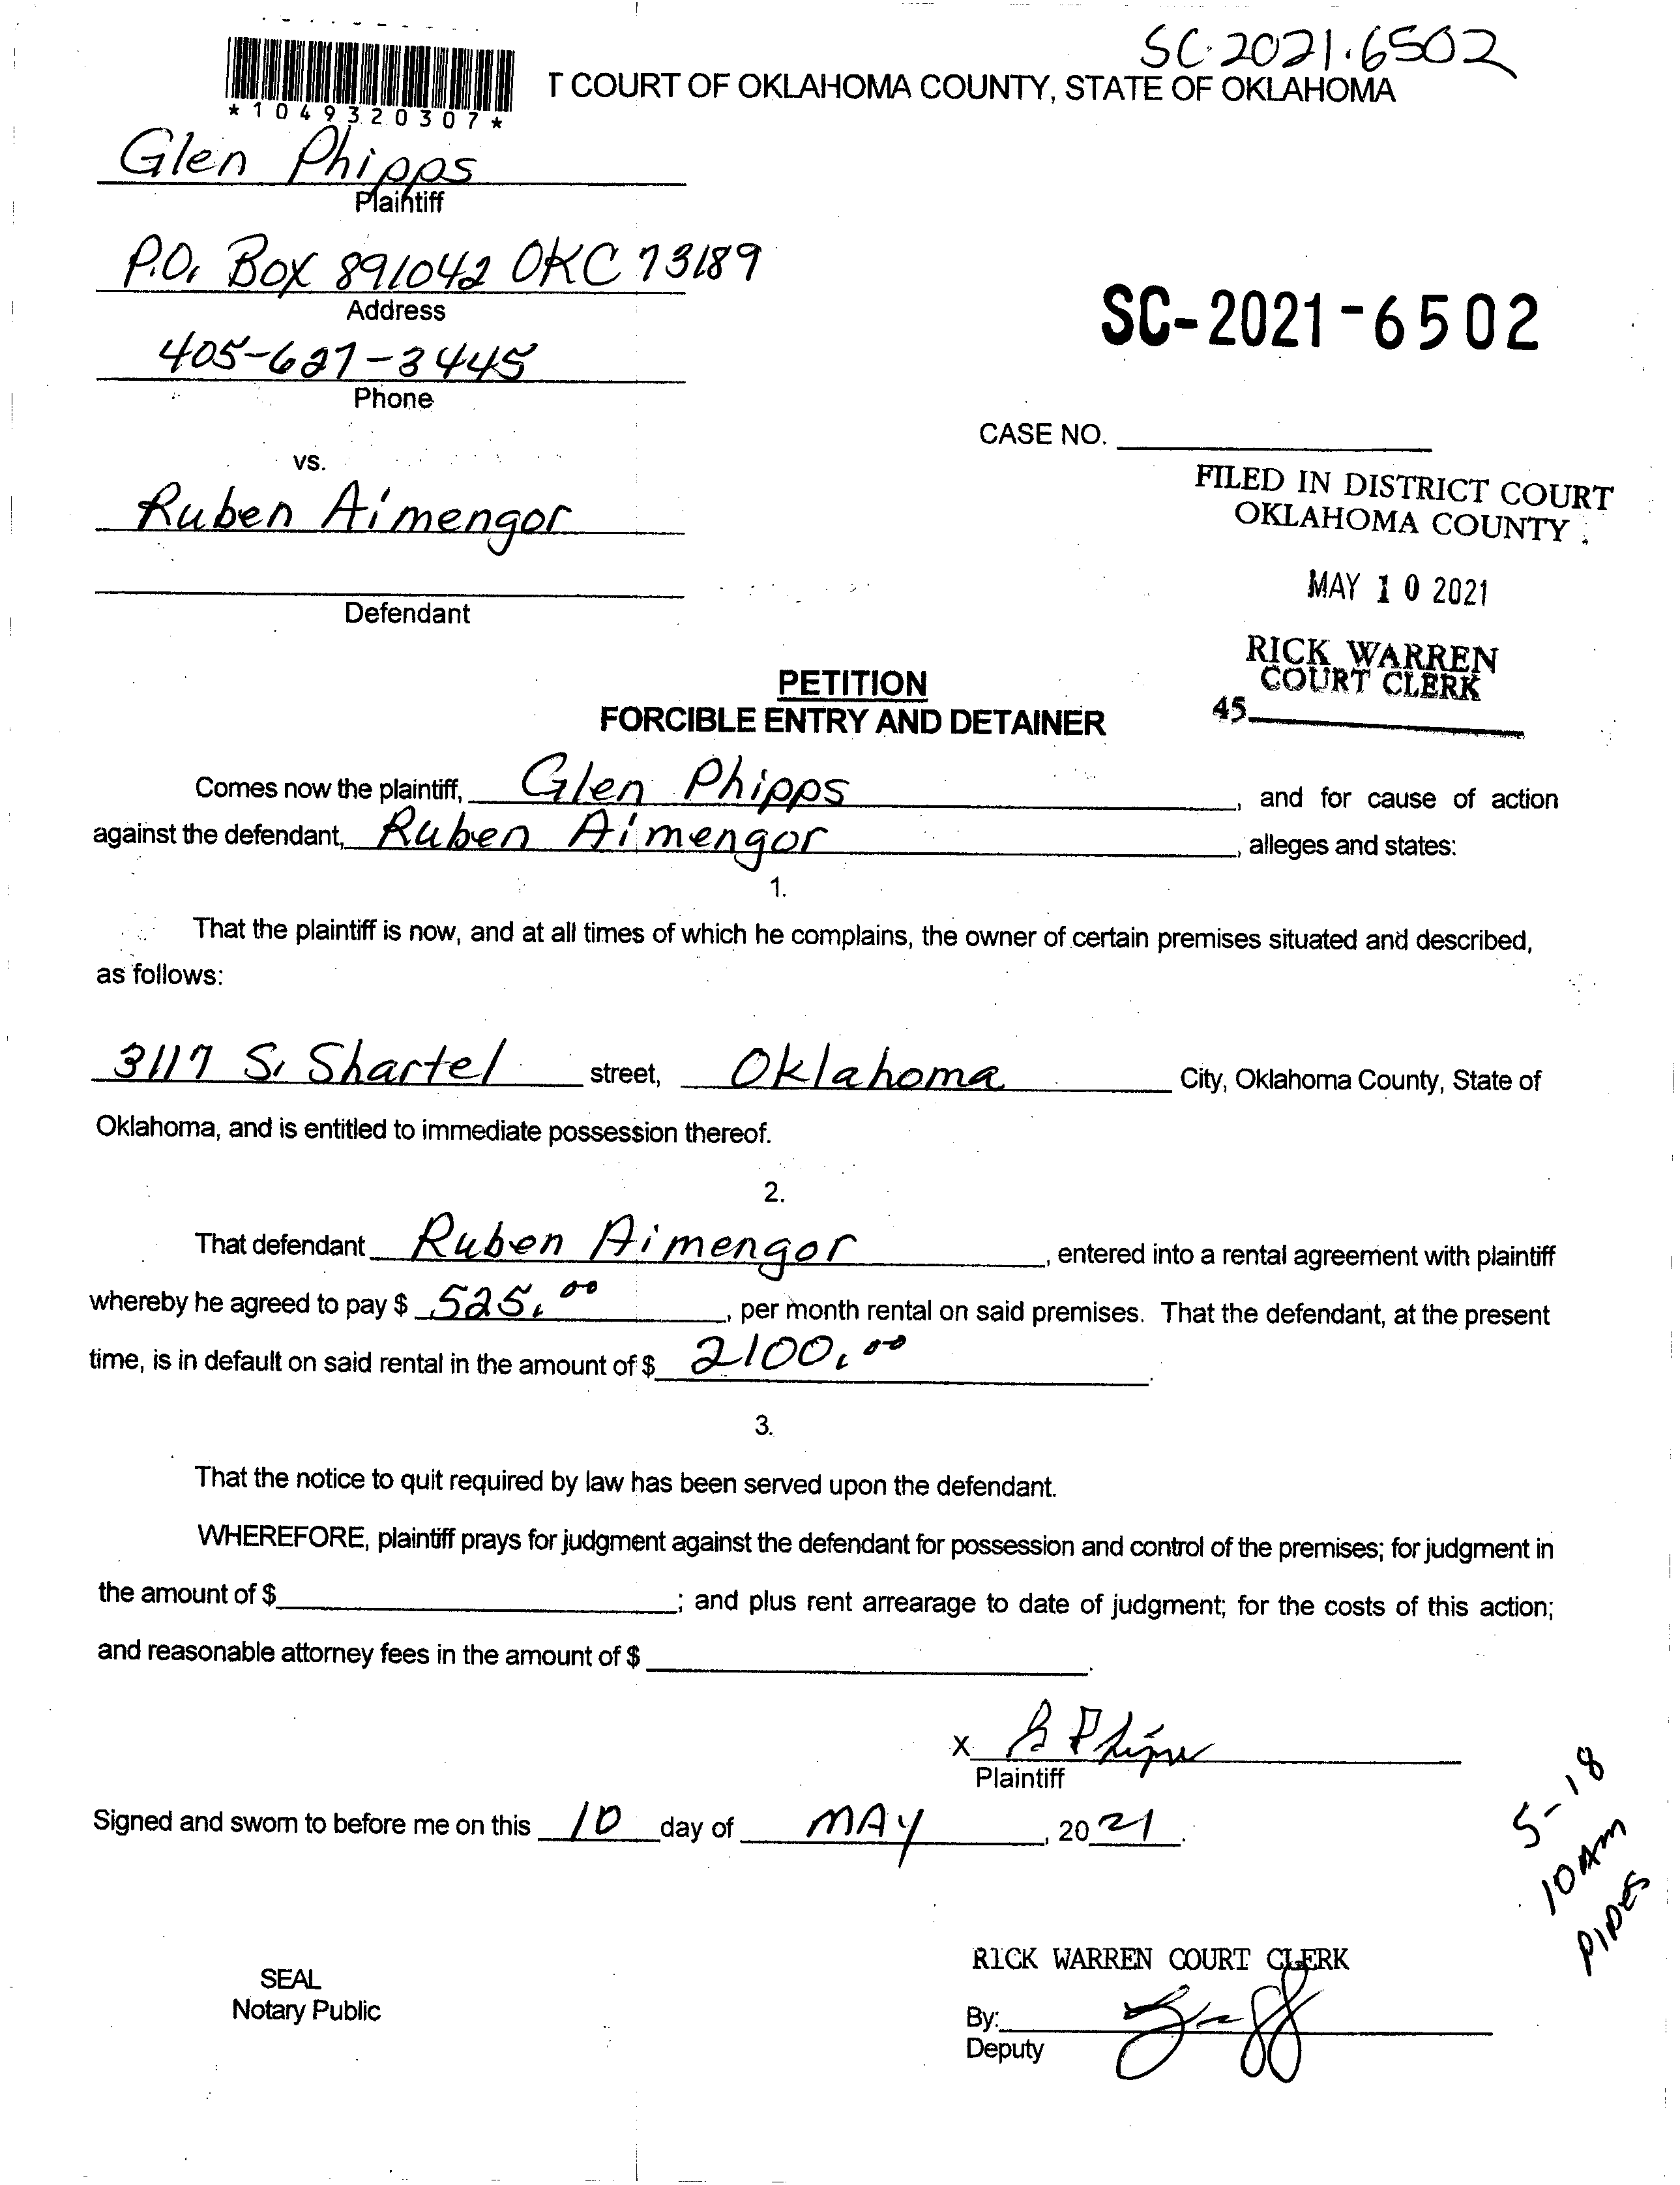 SC-2021-6502
T COURT OF OKLAHOMA COUNTY, STATE OF OKLAHOMA
*1049320307*
Glen Phipps
Plaintiff
P.O. Box 891042 OKC 73189
Address
SC-2021-6502
405-627-3445
Phone
CASE NO.
vs.
FILED IN DISTRICT COURT
OKLAHOMA COUNTY
Ruben Aimengor
MAY 10 2021
Defendant
RICK WARREN
COURT CLERK
45
PETITION
FORCIBLE ENTRY AND DETAINER
Comes now the plaintiff, Glen Phipps, and for cause of action
against the defendant, Ruben Aimengor, alleges and states:
1.
That the plaintiff is now, and at all times of which he complains, the owner of certain premises situated and described,
as follows:
3117 S. Shartel street, Oklahoma City, Oklahoma County, State of
Oklahoma, and is entitled to immediate possession thereof.
2.
That defendant Ruben Aimengor, entered into a rental agreement with plaintiff
whereby he agreed to pay $ 525.00, per month rental on said premises. That the defendant, at the present
time, is in default on said rental in the amount of $ 2100.00.
3.
That the notice to quit required by law has been served upon the defendant.
WHEREFORE, plaintiff prays for judgment against the defendant for possession and control of the premises; for judgment in
the amount of $ ; and plus rent arrearage to date of judgment; for the costs of this action;
and reasonable attorney fees in the amount of $ .
X G Phipps
Plaintiff
Signed and sworn to before me on this 10 day of MAY, 2021.
5-18
10AM
PIPES
RICK WARREN COURT CLERK
SEAL
Notary Public
By:
Deputy